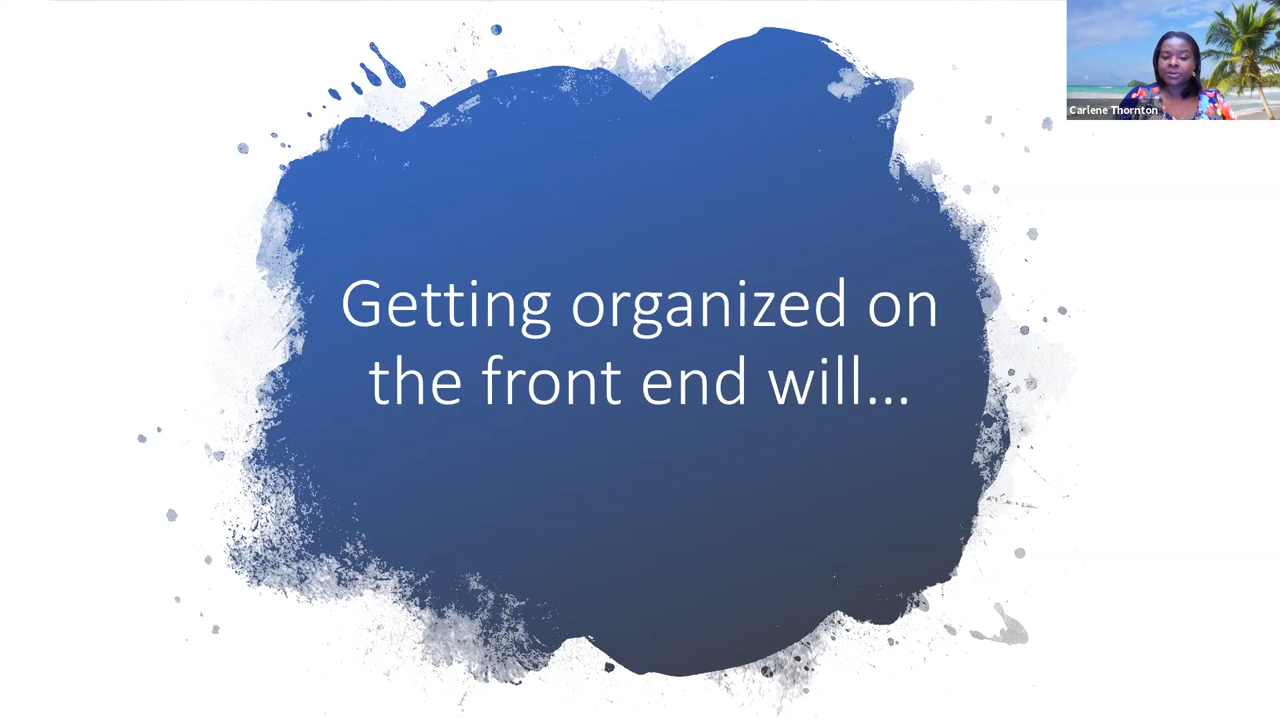 Carlene Thornton
Getting organized on
the front end will...